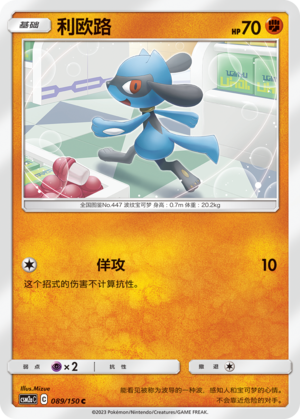 基础 利欧路 HP70
全国图鉴No.447 波纹宝可梦 身高：0.7m 体重：20.2kg
佯攻 10
这个招式的伤害不计算抗性。
弱点 ×2 抗性 撤退
Illus.Mizue
能看见被称为波导的一种波，感知人和宝可梦的心情。
不会靠近危险的对手。
CSM2aC C 089/150 C
©2023 Pokémon/Nintendo/Creatures/GAME FREAK.